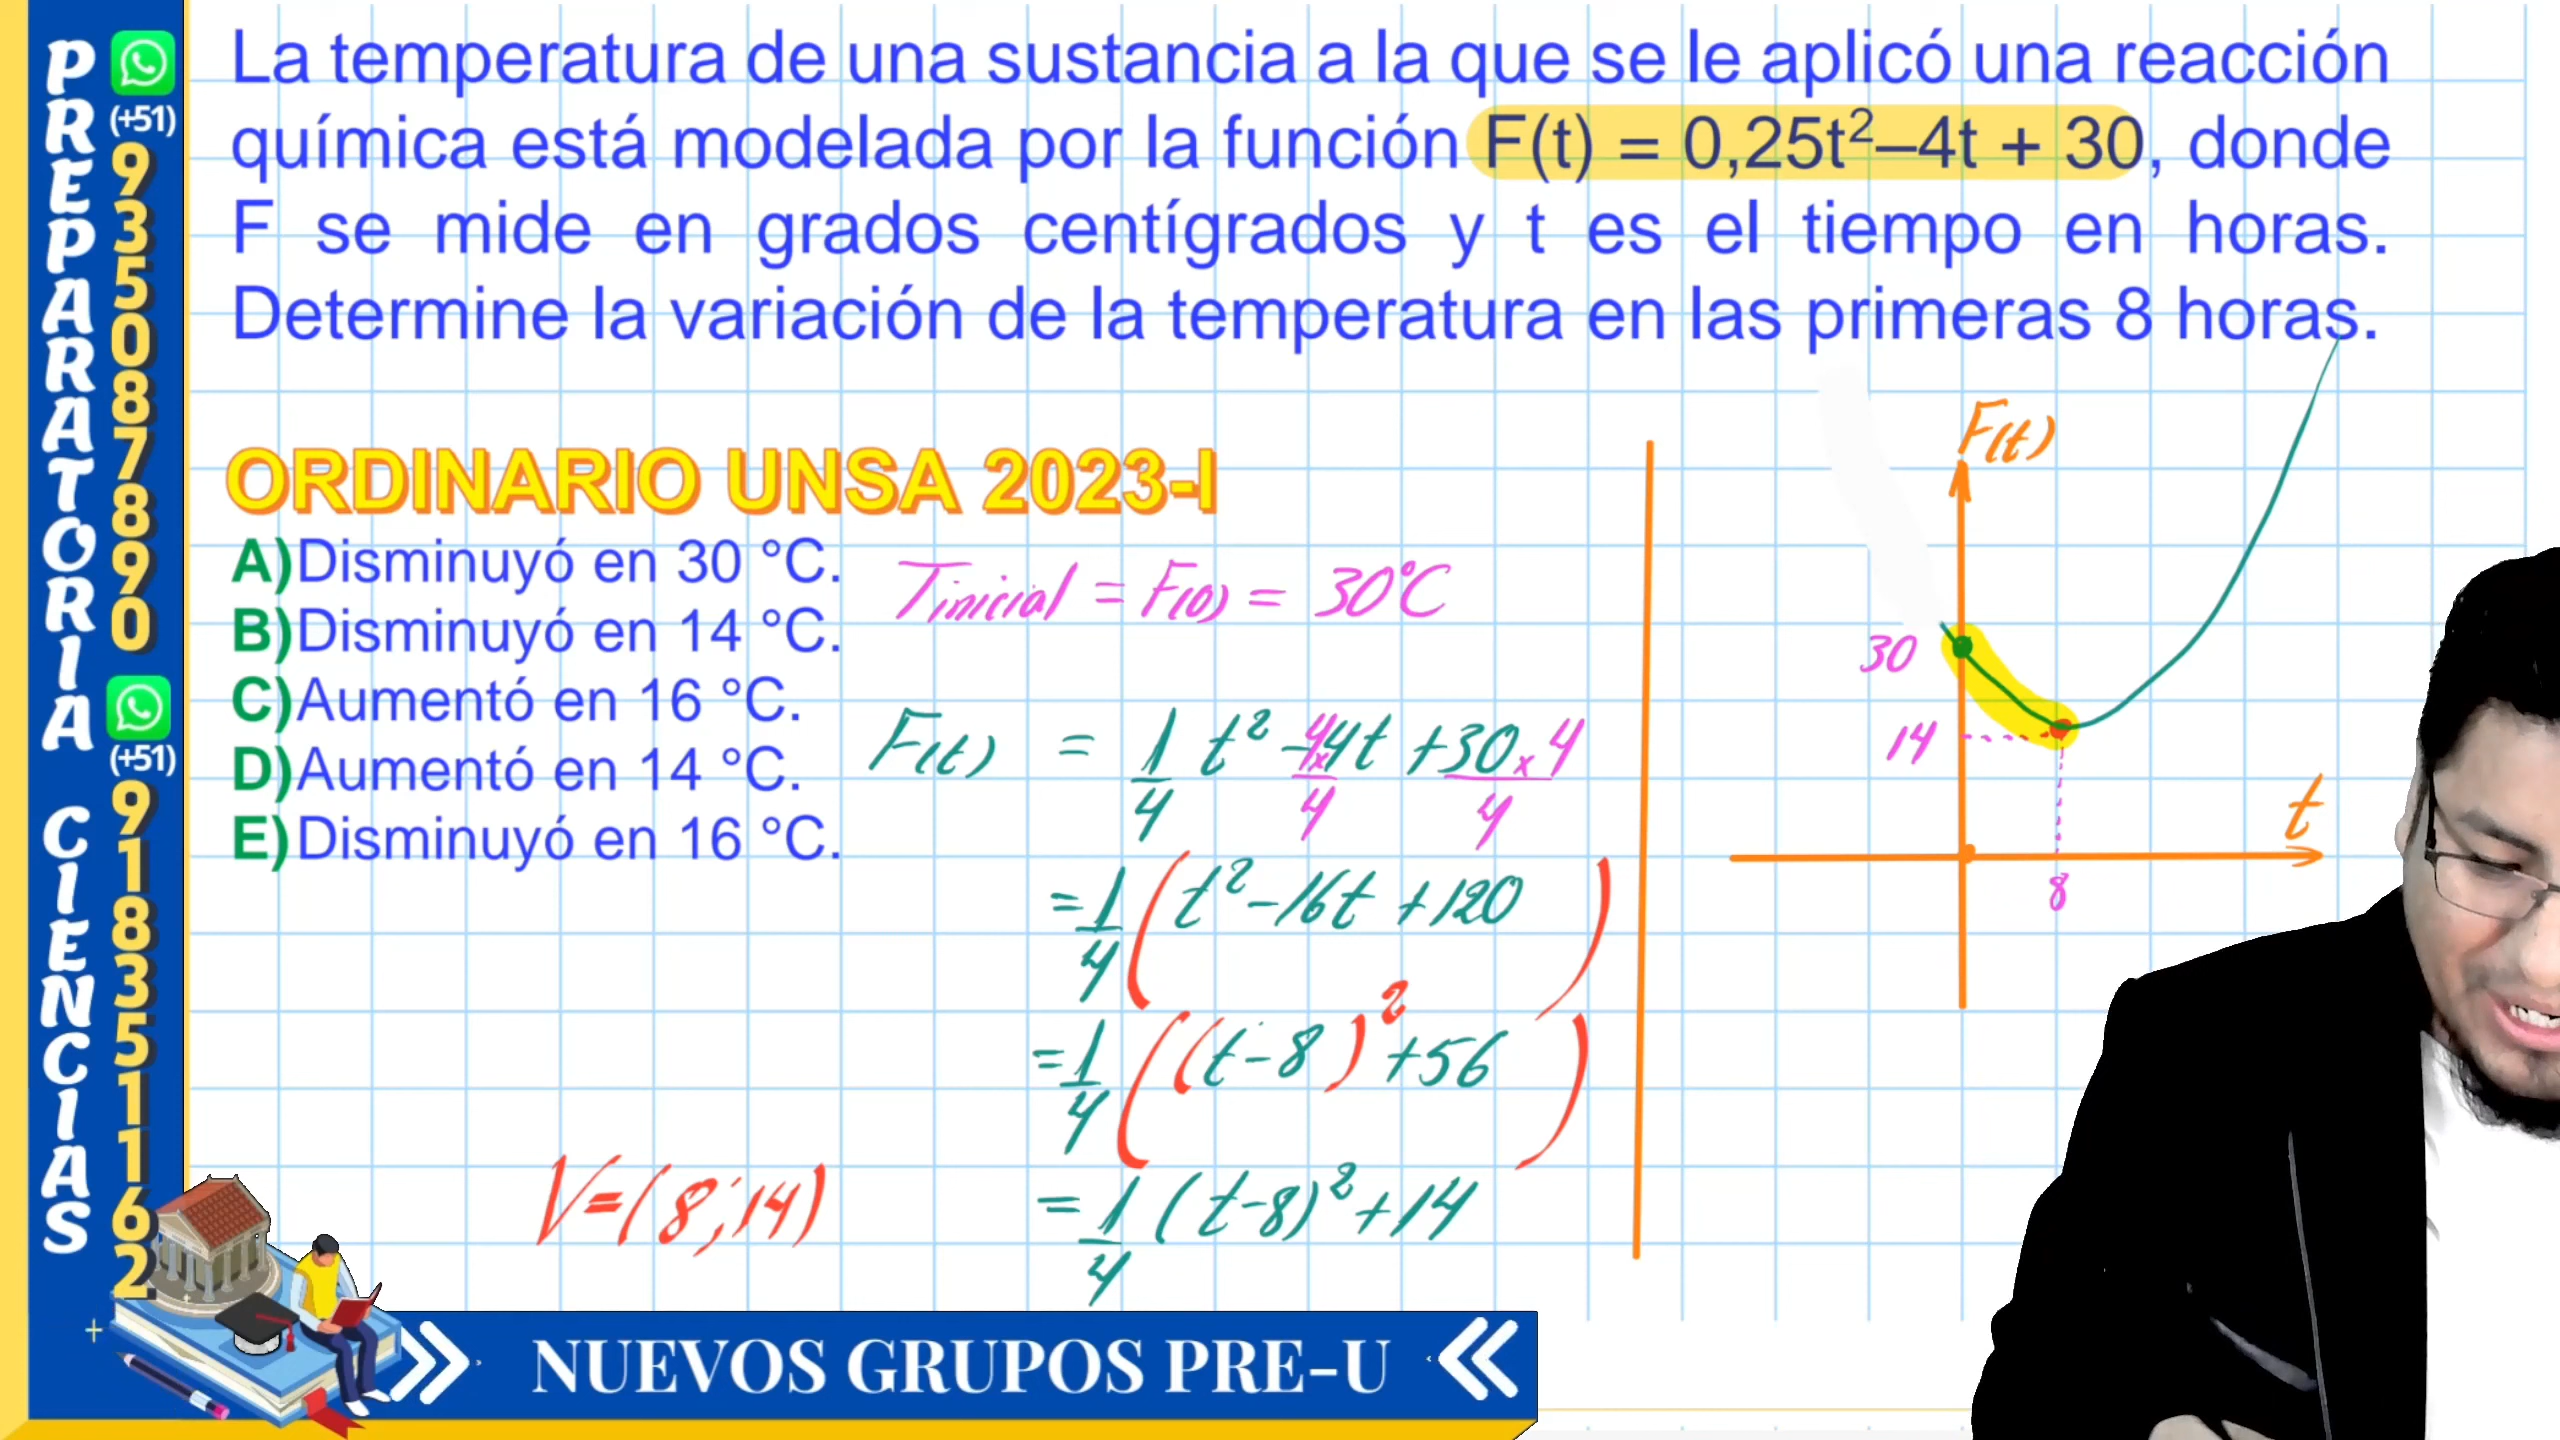 PREPARATORIA CIENCIAS
(+51)
935087890
(+51)
918351162
La temperatura de una sustancia a la que se le aplicó una reacción
química está modelada por la función F(t) = 0,25t²–4t + 30, donde
F se mide en grados centígrados y t es el tiempo en horas.
Determine la variación de la temperatura en las primeras 8 horas.
ORDINARIO UNSA 2023-I
A)Disminuyó en 30 °C.
B)Disminuyó en 14 °C.
C)Aumentó en 16 °C.
D)Aumentó en 14 °C.
E)Disminuyó en 16 °C.
Tinicial = F(0) = 30°C
F(t) = 1/4 t² - 4x4t/4 + 30x4/4
= 1/4 (t² - 16t + 120)
= 1/4 ((t - 8)² + 56)
= 1/4 (t - 8)² + 14
V = (8; 14)
F(t)
30
14
t
8
NUEVOS GRUPOS PRE-U